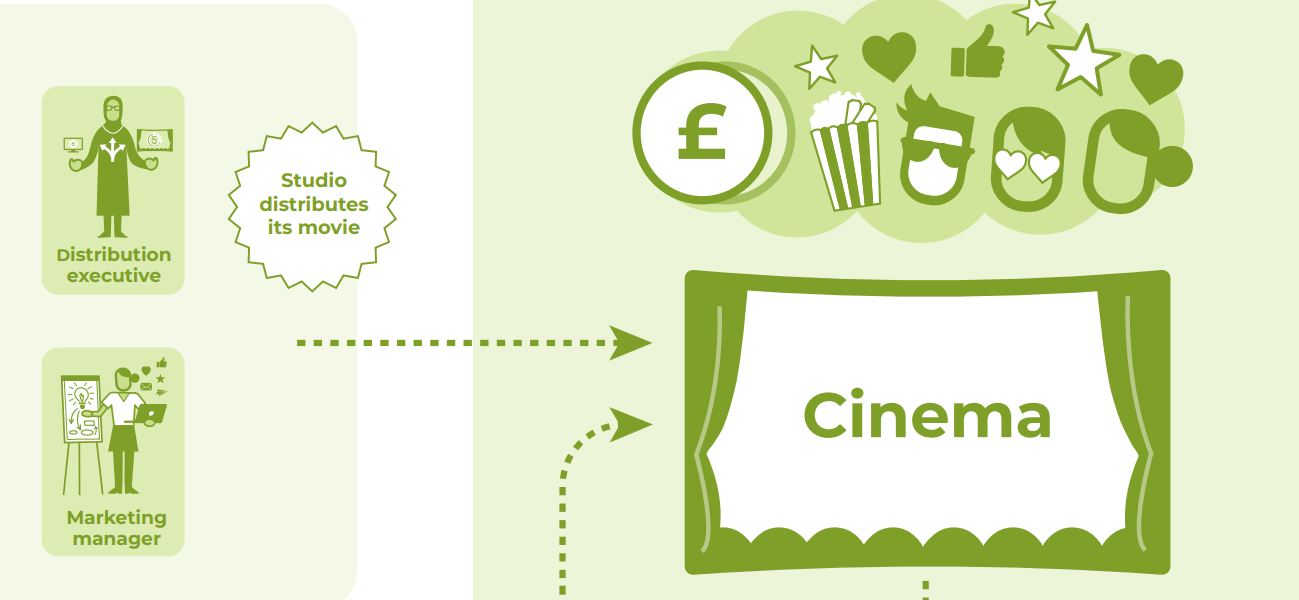 Distribution
executive
Studio
distributes
its movie
Marketing
manager
£
Cinema